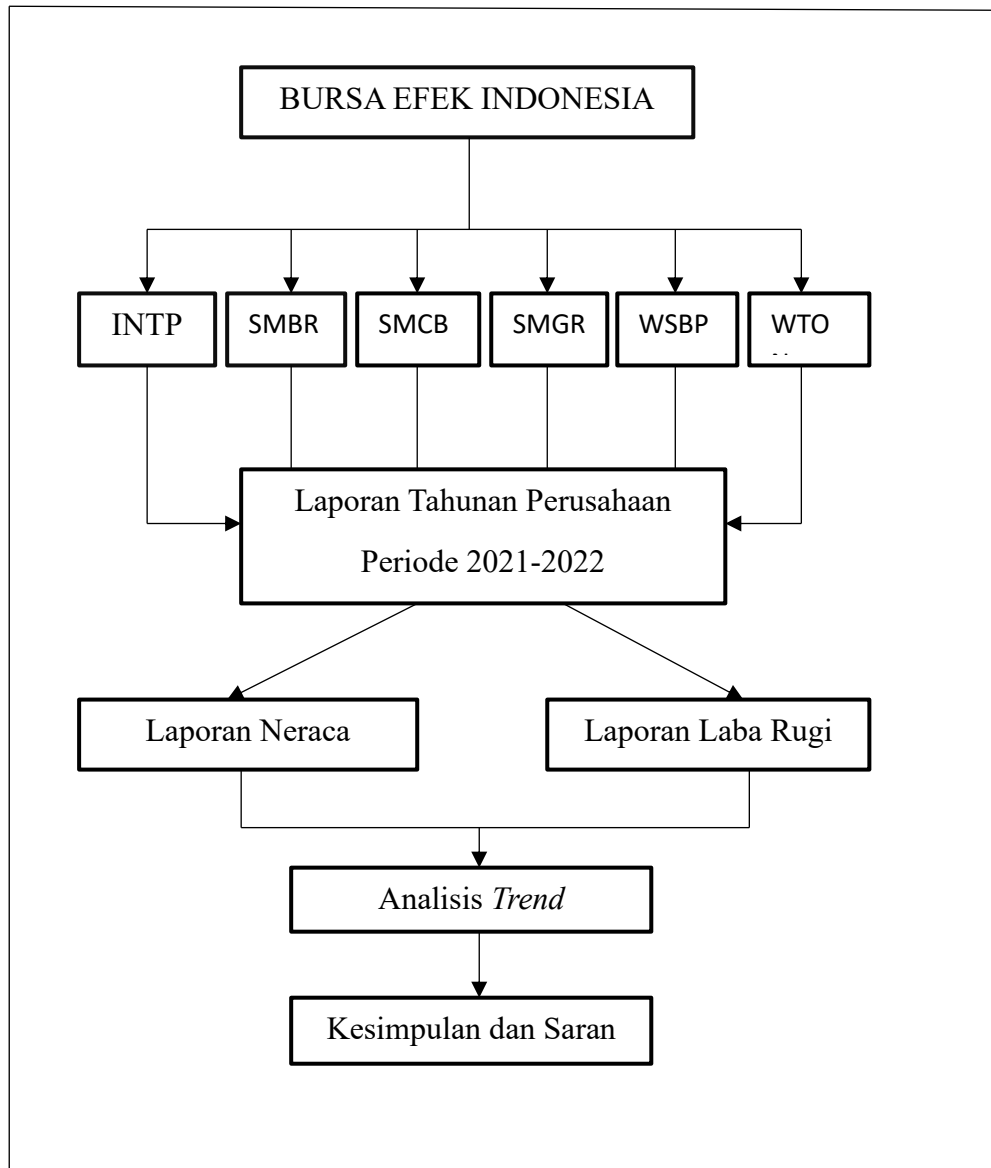 BURSA EFEK INDONESIA
INTP
SMBR
SMCB
SMGR
WSBP
WTO
Laporan Tahunan Perusahaan
Periode 2021-2022
Laporan Neraca
Laporan Laba Rugi
Analisis Trend
Kesimpulan dan Saran